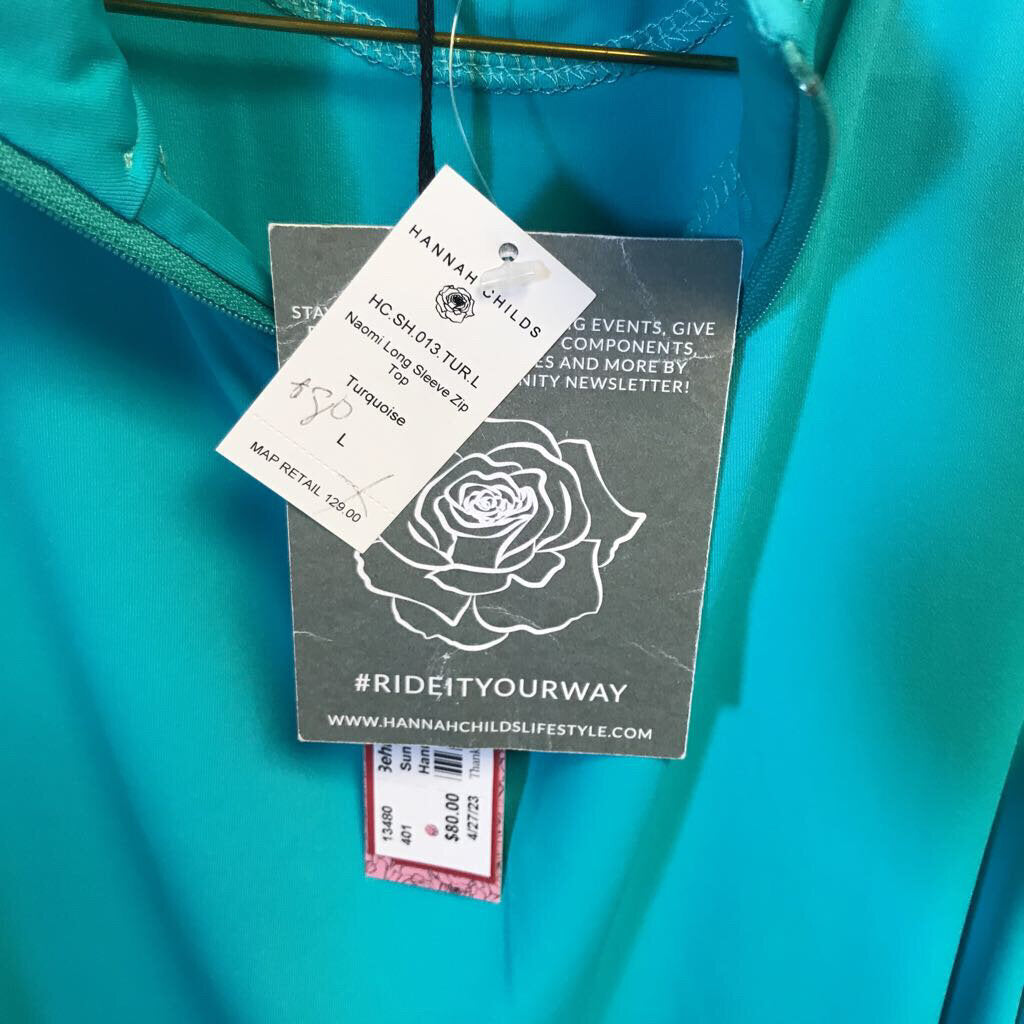 HANNAH CHILDS
HC.SH.013.TUR.L
Naomi Long Sleeve Zip
Top
Turquoise
L
MAP RETAIL 129.00
G EVENTS, GIVE
COMPONENTS,
ES AND MORE BY
NITY NEWSLETTER!
#RIDEITYOURWAY
WWW.HANNAHCHILDSLIFESTYLE.COM
13480
401
$80.00
4/27/23